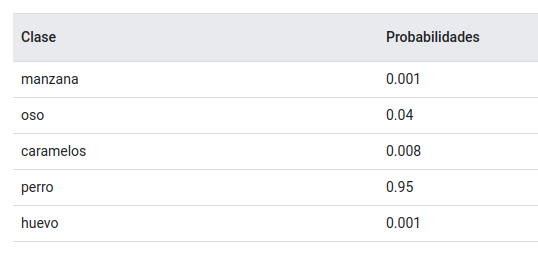 Clase Probabilidades
manzana 0.001
oso 0.04
caramelos 0.008
perro 0.95
huevo 0.001